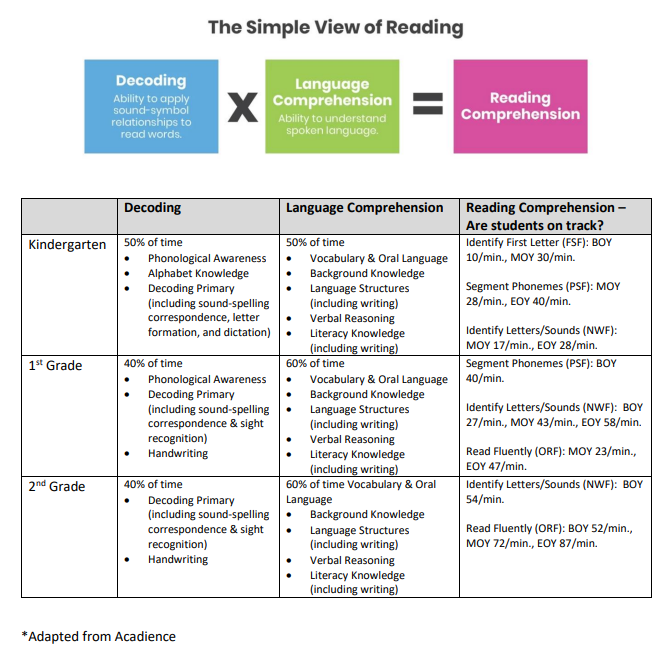 The Simple View of Reading
Decoding
Ability to apply
sound-symbol
relationships to
read words.
X
Language
Comprehension
Ability to understand
spoken language.
=
Reading
Comprehension
Decoding
Language Comprehension
Reading Comprehension –
Are students on track?
Kindergarten
50% of time
• Phonological Awareness
• Alphabet Knowledge
• Decoding Primary
(including sound-spelling
correspondence, letter
formation, and dictation)
50% of time
• Vocabulary & Oral Language
• Background Knowledge
• Language Structures
(including writing)
• Verbal Reasoning
• Literacy Knowledge
(including writing)
Identify First Letter (FSF): BOY
10/min., MOY 30/min.
Segment Phonemes (PSF): MOY
28/min., EOY 40/min.
Identify Letters/Sounds (NWF):
MOY 17/min., EOY 28/min.
1st Grade
40% of time
• Phonological Awareness
• Decoding Primary
(including sound-spelling
correspondence & sight
recognition)
• Handwriting
60% of time
• Vocabulary & Oral Language
• Background Knowledge
• Language Structures
(including writing)
• Verbal Reasoning
• Literacy Knowledge
(including writing)
Segment Phonemes (PSF): BOY
40/min.
Identify Letters/Sounds (NWF): BOY
27/min., MOY 43/min., EOY 58/min.
Read Fluently (ORF): MOY 23/min.,
EOY 47/min.
2nd Grade
40% of time
• Decoding Primary
(including sound-spelling
correspondence & sight
recognition)
• Handwriting
60% of time Vocabulary & Oral
Language
• Background Knowledge
• Language Structures
(including writing)
• Verbal Reasoning
• Literacy Knowledge
(including writing)
Identify Letters/Sounds (NWF): BOY
54/min.
Read Fluently (ORF): BOY 52/min.,
MOY 72/min., EOY 87/min.
*Adapted from Acadience